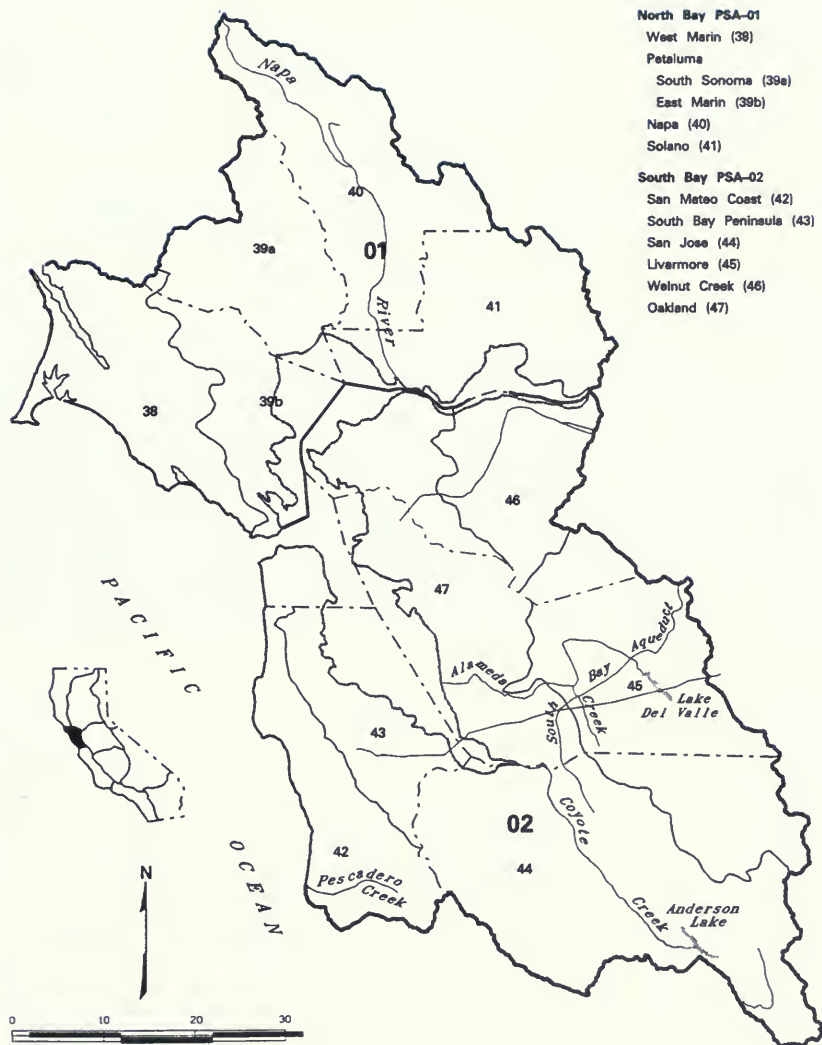 North Bay PSA–01
West Marin (38)
Petaluma
South Sonoma (39a)
East Marin (39b)
Napa (40)
Solano (41)
South Bay PSA–02
San Mateo Coast (42)
South Bay Peninsula (43)
San Jose (44)
Livermore (45)
Walnut Creek (46)
Oakland (47)
Napa
River
40
39a
01
41
38
39b
46
47
PACIFIC
OCEAN
Alameda
Creek
South
Bay
Aqueduct
45
Lake
Del Valle
43
02
Coyote
Creek
42
44
Pescadero
Creek
Anderson
Lake
N
0 10 20 30